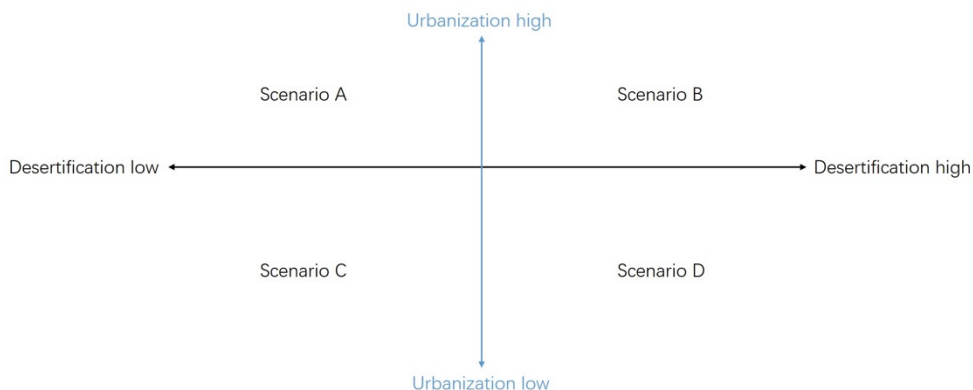 Urbanization high
Scenario A
Scenario B
Desertification low
Desertification high
Scenario C
Scenario D
Urbanization low